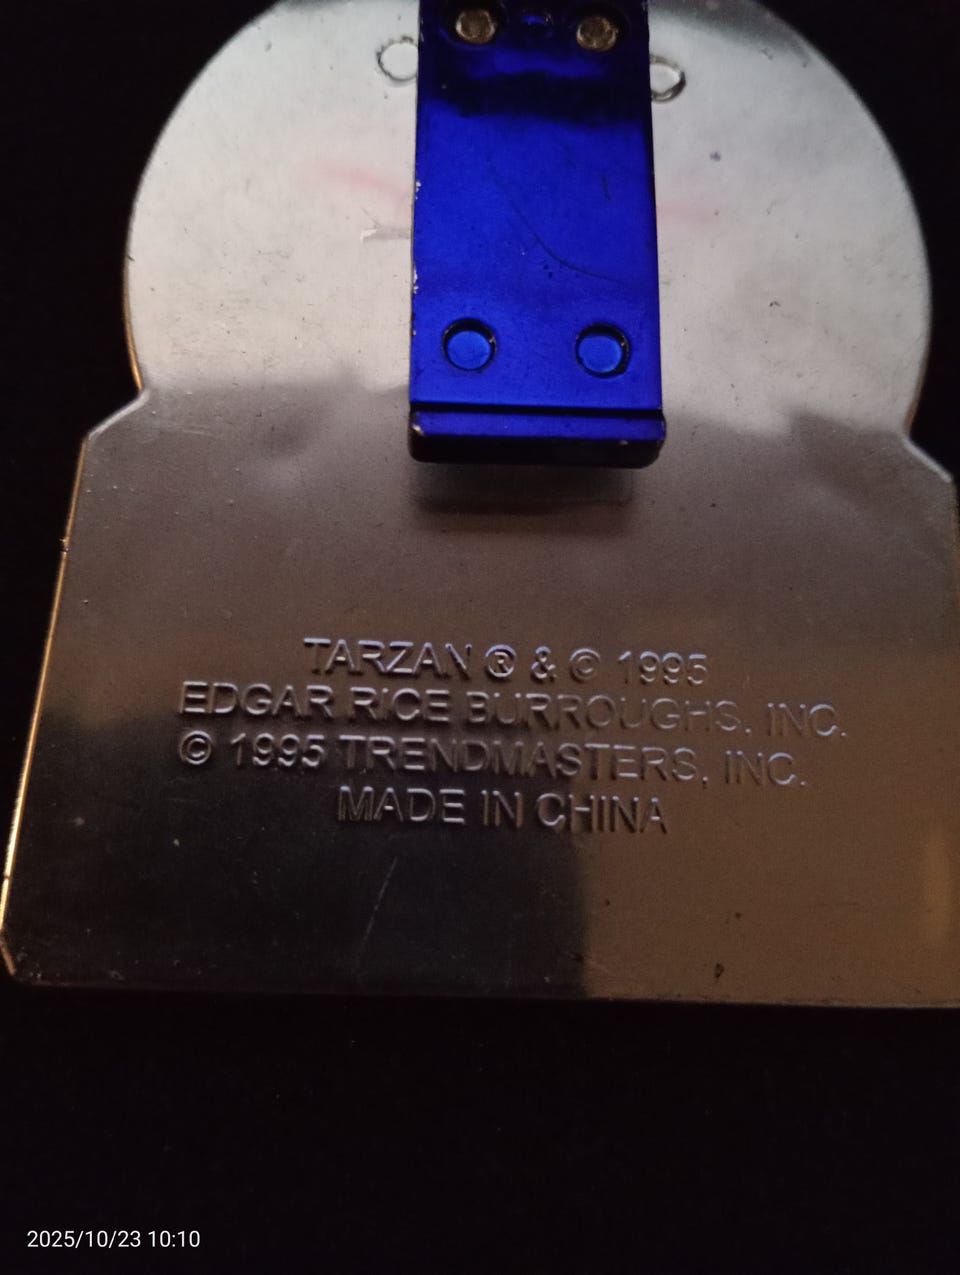 TARZAN ® & © 1995
EDGAR RICE BURROUGHS, INC.
© 1995 TRENDMASTERS, INC.
MADE IN CHINA
2025/10/23 10:10